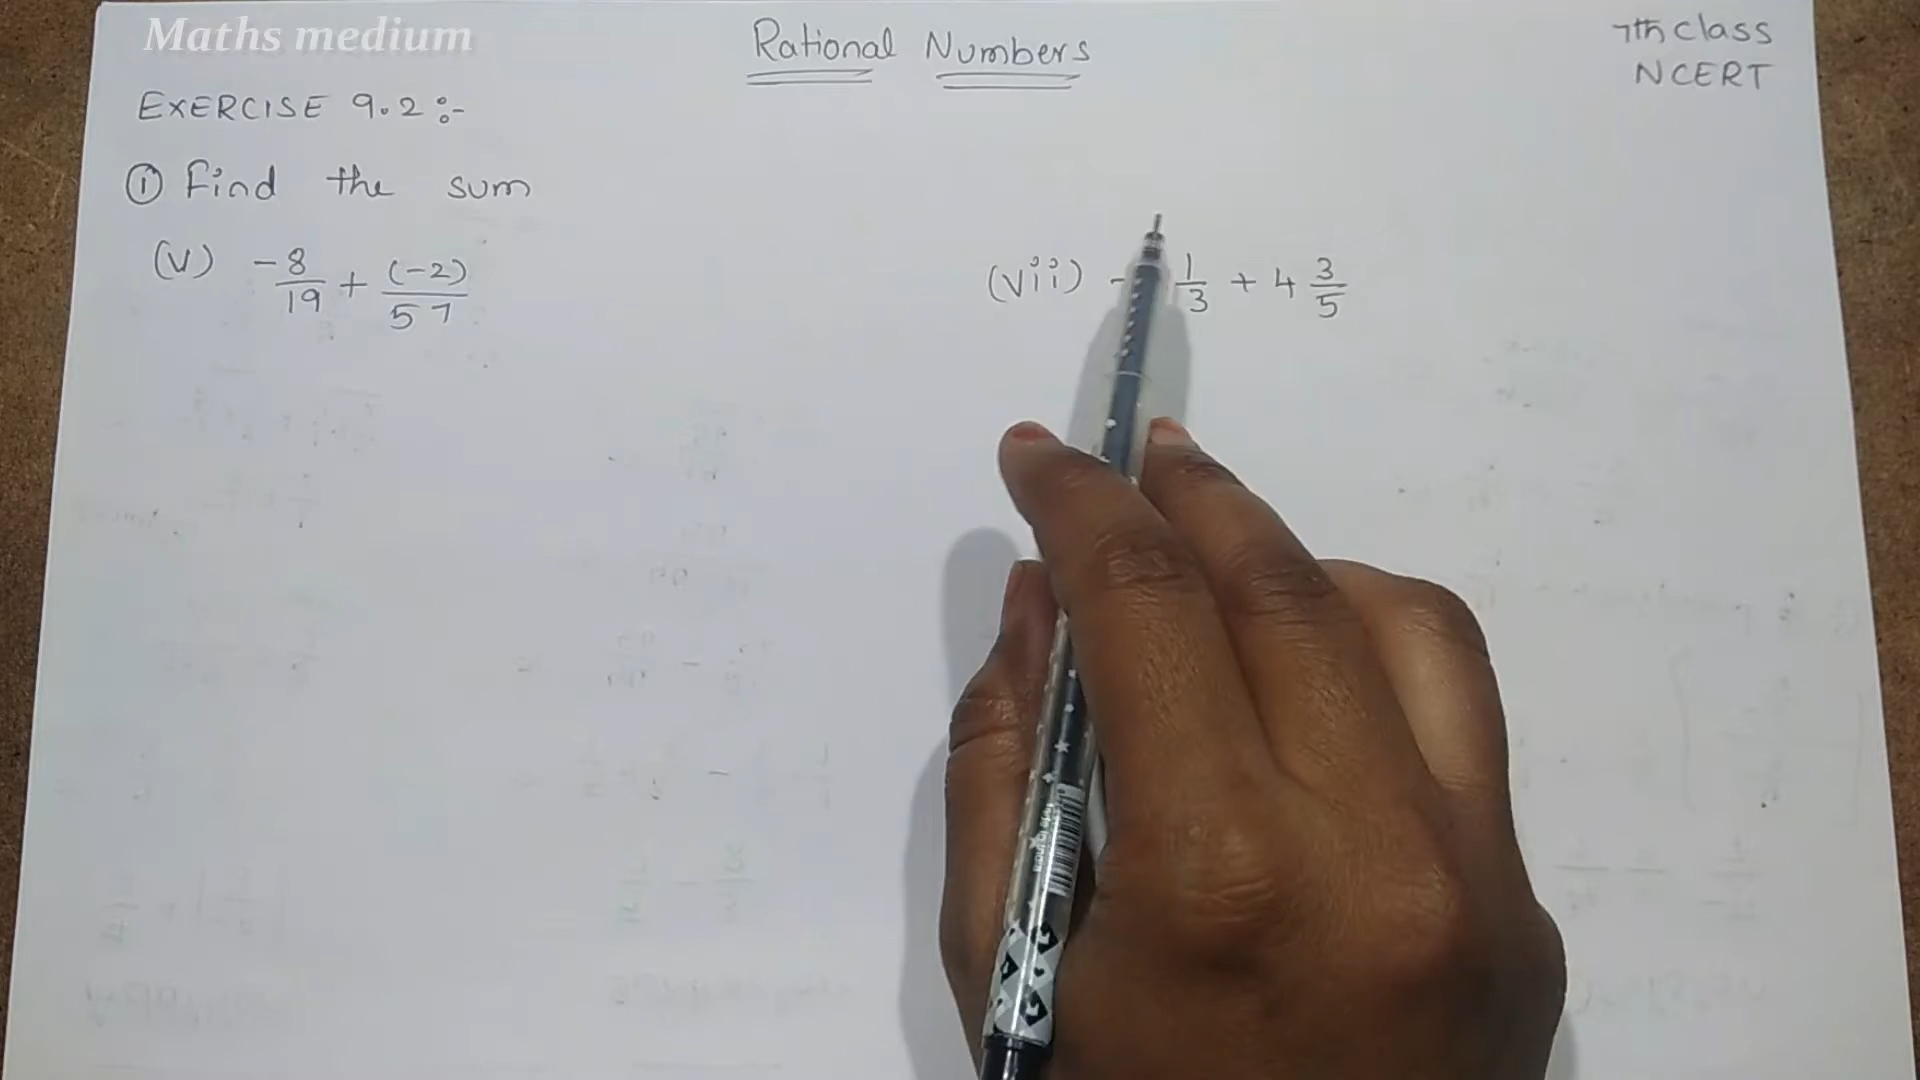 Maths medium
Rational Numbers
7th Class
NCERT
EXERCISE 9.2 :-
① Find the sum
(V) -8/19 + (-2)/57
(vii) - 1/3 + 4 3/5